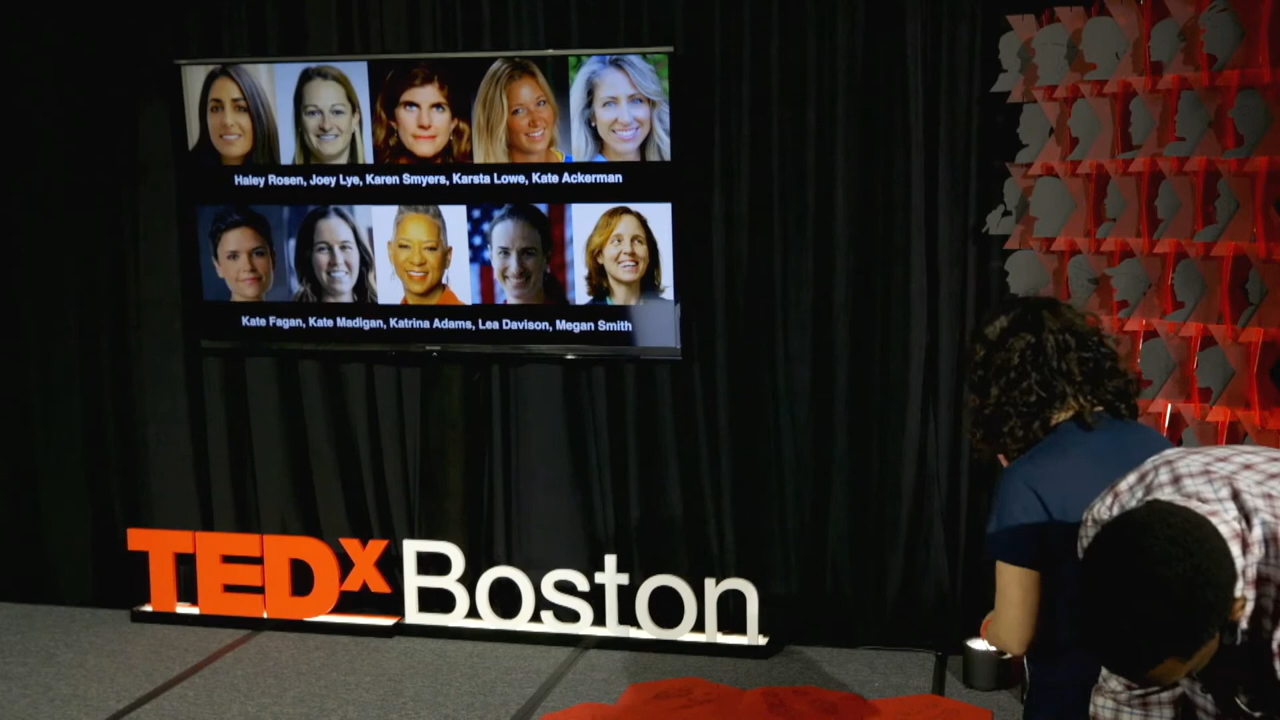 Haley Rosen, Joey Lye, Karen Smyers, Karsta Lowe, Kate Ackerman
Kate Fagan, Kate Madigan, Katrina Adams, Lea Davison, Megan Smith
TEDx Boston